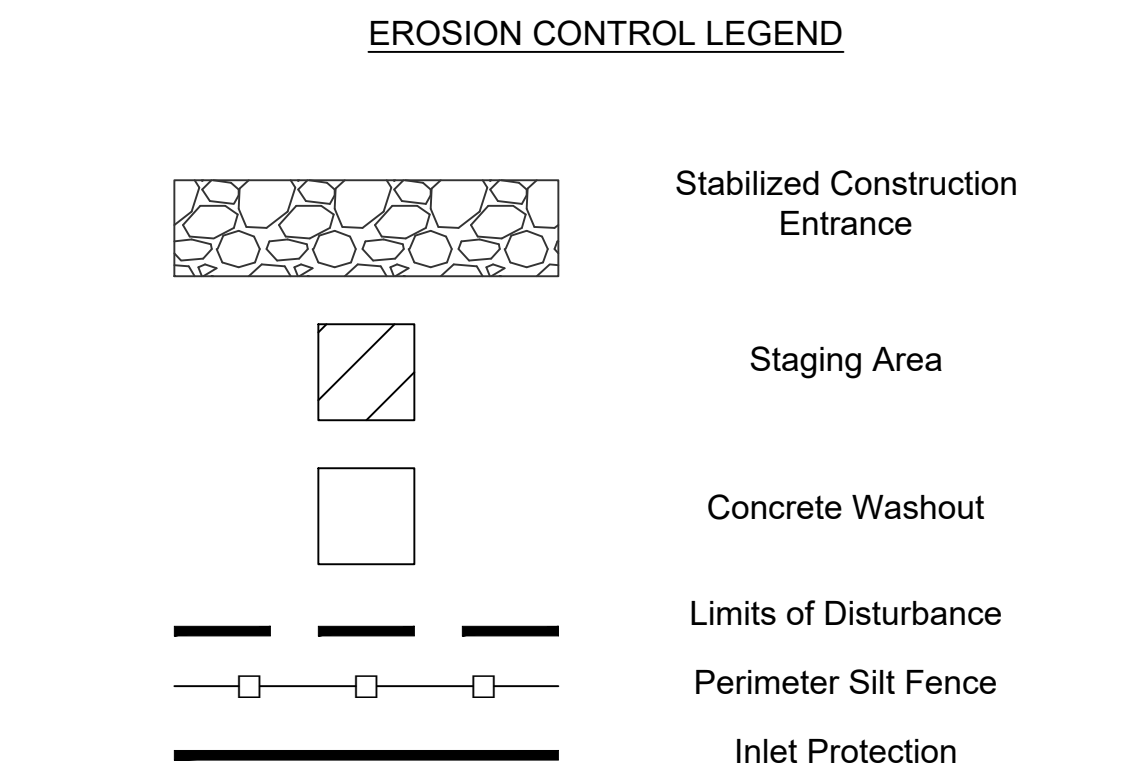 EROSION CONTROL LEGEND
Stabilized Construction
Entrance
Staging Area
Concrete Washout
Limits of Disturbance
Perimeter Silt Fence
Inlet Protection